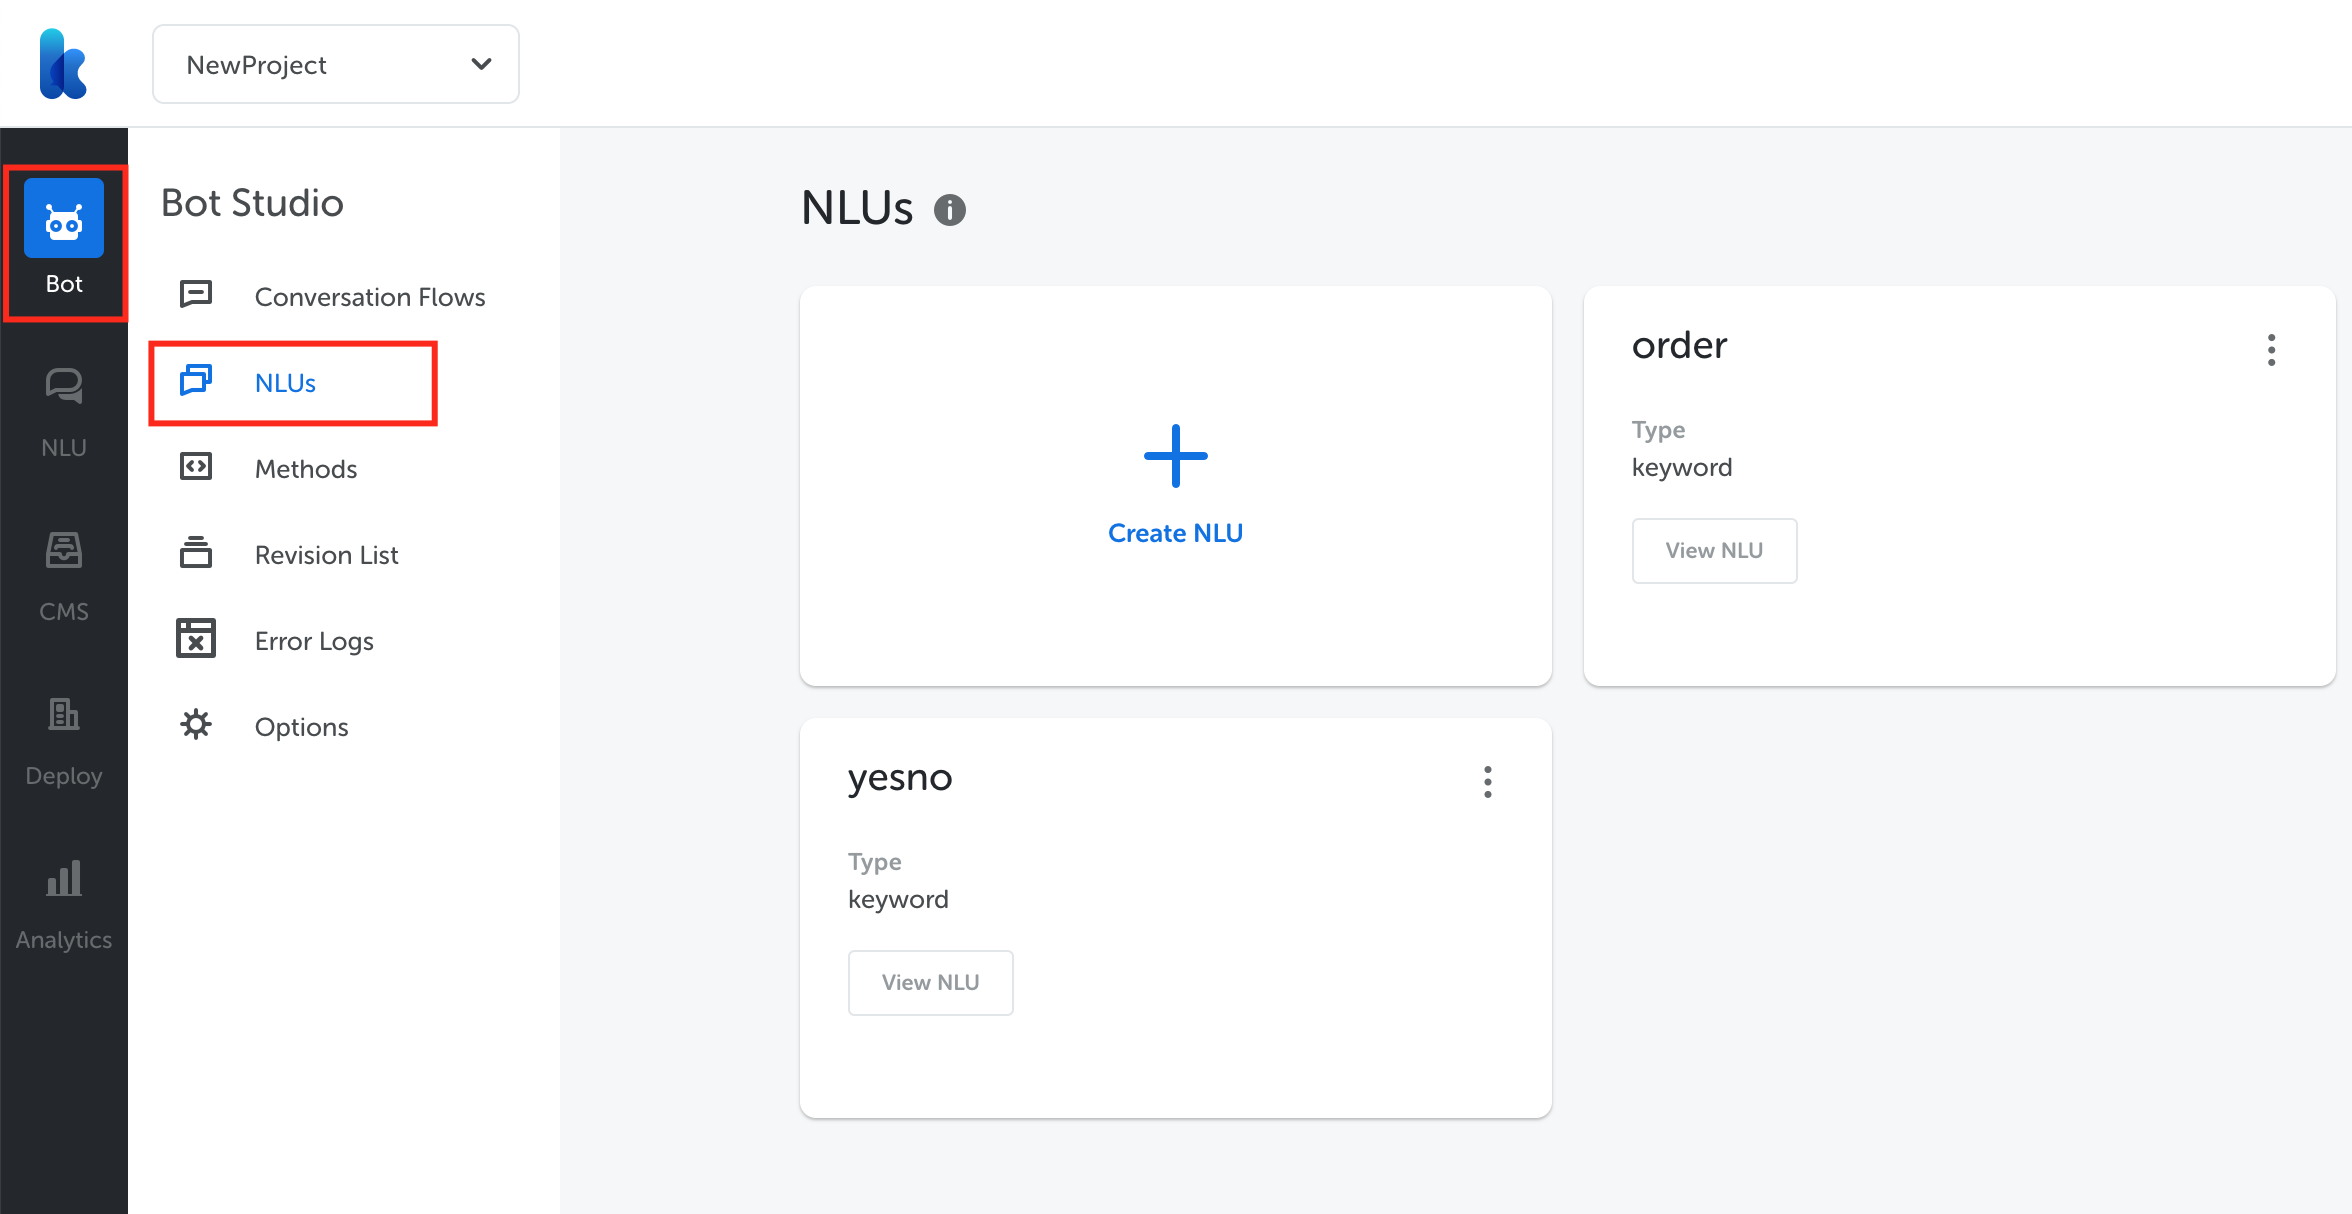 NewProject
Bot
NLU
CMS
Deploy
Analytics
Bot Studio
Conversation Flows
NLUs
Methods
Revision List
Error Logs
Options
NLUs
Create NLU
order
Type
keyword
View NLU
yesno
Type
keyword
View NLU